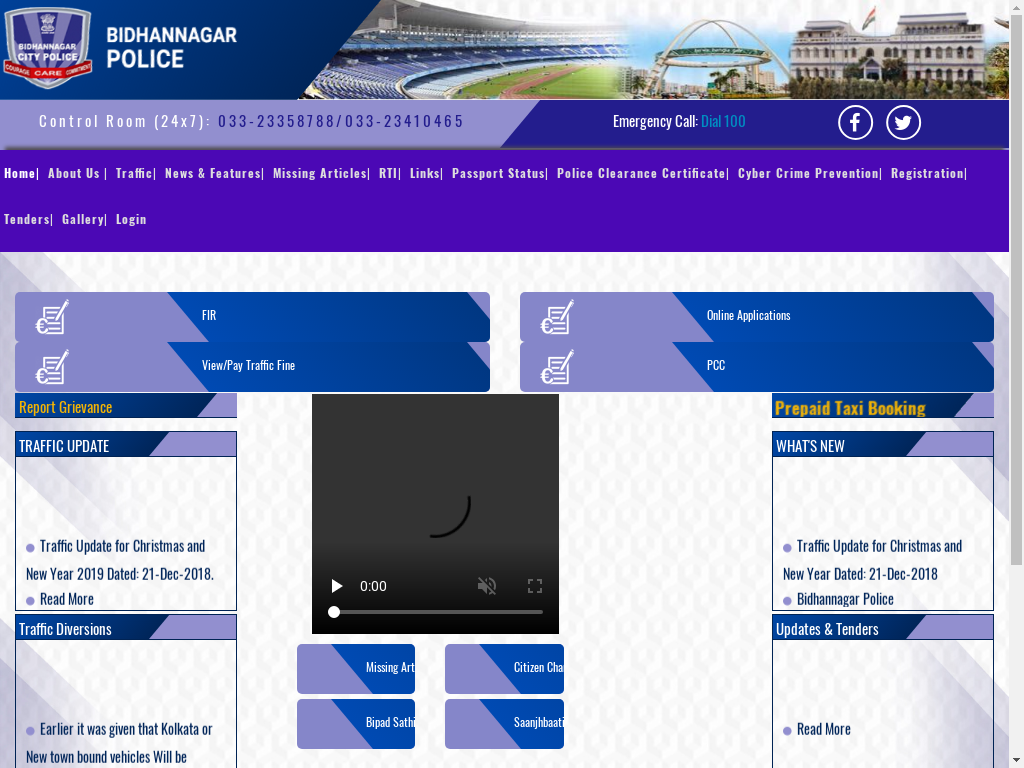 BIDHANNAGAR
CITY POLICE
COURAGE CARE COMMITMENT
BIDHANNAGAR
POLICE
Control Room (24x7): 033-23358788/033-23410465
Emergency Call: Dial 100
Home| About Us | Traffic| News & Features| Missing Articles| RTI| Links| Passport Status| Police Clearance Certificate| Cyber Crime Prevention| Registration|
Tenders| Gallery| Login
FIR
Online Applications
View/Pay Traffic Fine
PCC
Report Grievance
TRAFFIC UPDATE
Traffic Update for Christmas and
New Year 2019 Dated: 21-Dec-2018.
Read More
Traffic Diversions
Earlier it was given that Kolkata or
New town bound vehicles Will be
0:00
Missing Art
Citizen Cha
Bipad Sathi
Saanjhbaati
Prepaid Taxi Booking
WHAT'S NEW
Traffic Update for Christmas and
New Year Dated: 21-Dec-2018
Bidhannagar Police
Updates & Tenders
Read More